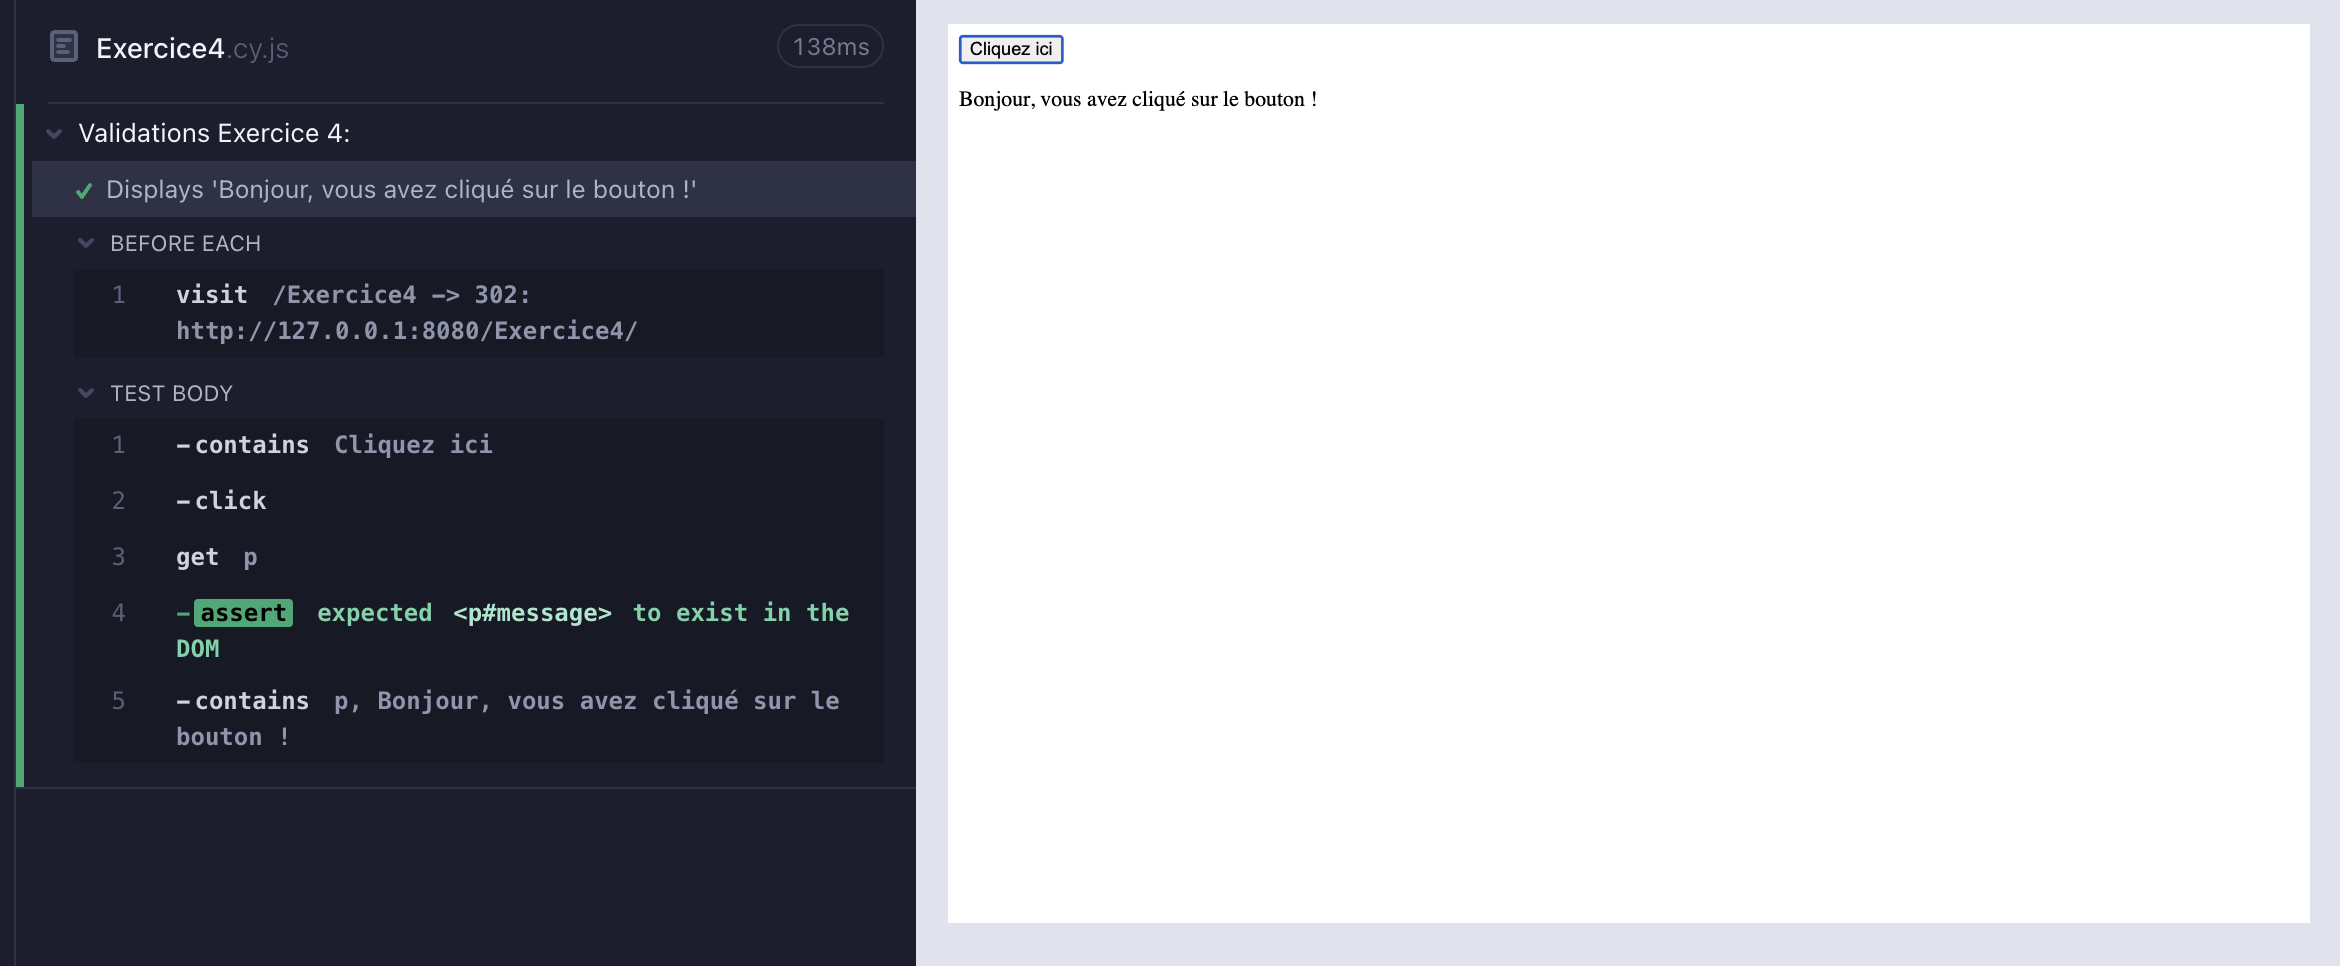 Exercice4.cy.js
138ms
Validations Exercice 4:
Displays 'Bonjour, vous avez cliqué sur le bouton !'
BEFORE EACH
1 visit /Exercice4 -> 302:
http://127.0.0.1:8080/Exercice4/
TEST BODY
1 -contains Cliquez ici
2 -click
3 get p
4 -assert expected <p#message> to exist in the
DOM
5 -contains p, Bonjour, vous avez cliqué sur le
bouton !
Cliquez ici
Bonjour, vous avez cliqué sur le bouton !